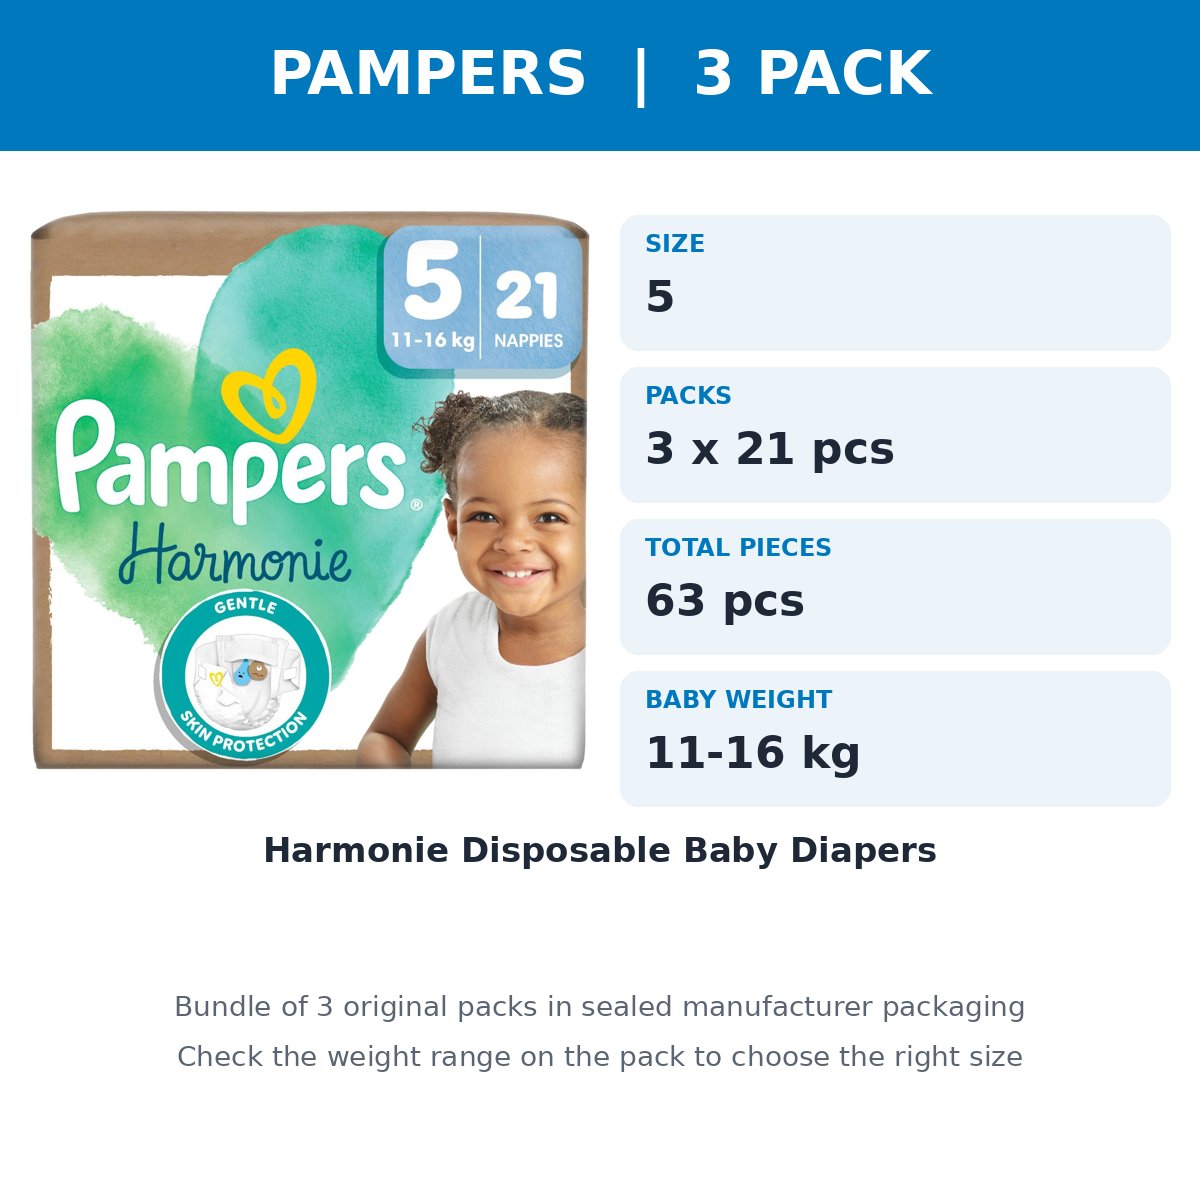 PAMPERS | 3 PACK
5
11-16 kg
21
NAPPIES
Pampers®
Harmonie
GENTLE
SKIN PROTECTION
SIZE
5
PACKS
3 x 21 pcs
TOTAL PIECES
63 pcs
BABY WEIGHT
11-16 kg
Harmonie Disposable Baby Diapers
Bundle of 3 original packs in sealed manufacturer packaging
Check the weight range on the pack to choose the right size